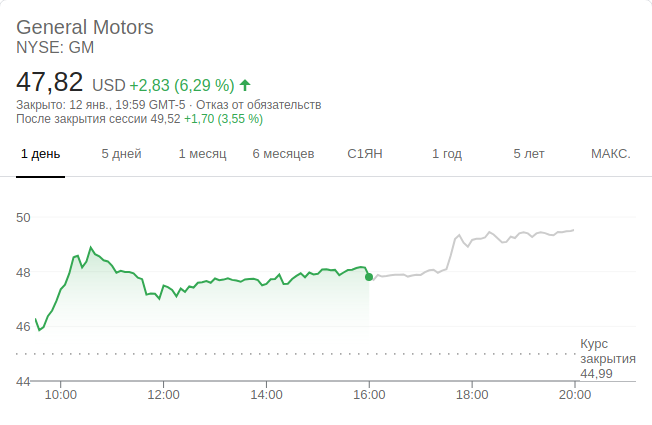 General Motors
NYSE: GM
47,82 USD +2,83 (6,29 %)
Закрыто: 12 янв., 19:59 GMT-5 · Отказ от обязательств
После закрытия сессии 49,52 +1,70 (3,55 %)
1 день 5 дней 1 месяц 6 месяцев С1ЯН 1 год 5 лет МАКС.
50
48
46
Курс
закрытия
44,99
44
10:00 12:00 14:00 16:00 18:00 20:00